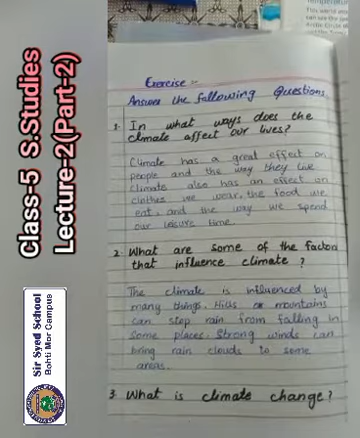 Class-5 S.Studies
Lecture-2(Part-2)
Sir Syed School
Bohti Mor Campus
Exercise :-
Answer the following Questions.
1. In what ways does the
climate affect our lives?
Climate has a great effect on
people and the way they live
Climate also has an effect on
clothes we wear, the food we
eat, and the way we spend
our leisure time.
2. What are some of the factors
that influence climate ?
The climate is influenced by
many things. Hills or mountains
can stop rain from falling in
some places. Strong winds can
bring rain clouds to some
areas.
3 What is climate change?